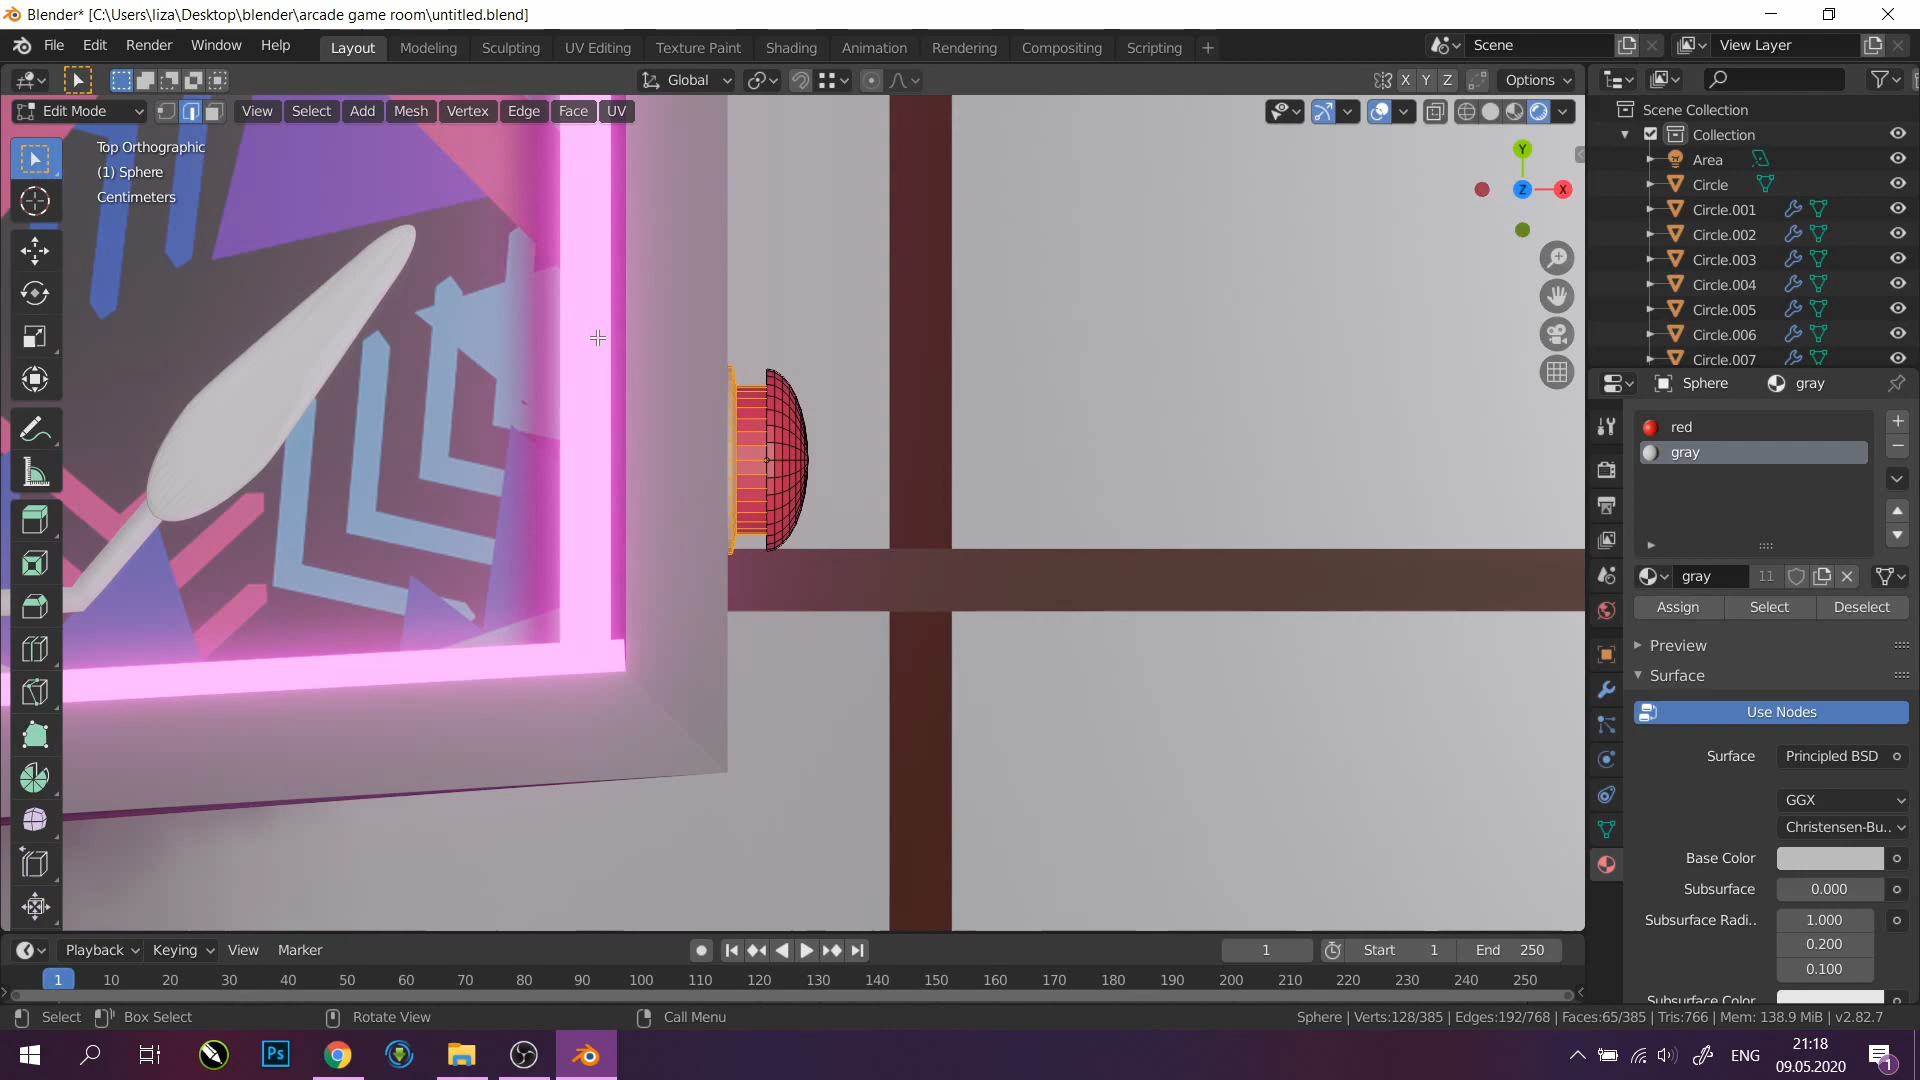 Blender* [C:\Users\liza\Desktop\blender\arcade game room\untitled.blend]
File Edit Render Window Help Layout Modeling Sculpting UV Editing Texture Paint Shading Animation Rendering Compositing Scripting + Scene View Layer
Global X Y Z Options
Edit Mode View Select Add Mesh Vertex Edge Face UV
Top Orthographic
(1) Sphere
Centimeters
Y
Z X
Scene Collection
Collection
Area
Circle
Circle.001
Circle.002
Circle.003
Circle.004
Circle.005
Circle.006
Circle.007
Sphere gray
red
gray
gray 11
Assign Select Deselect
Preview
Surface
Use Nodes
Surface Principled BSD
GGX
Christensen-Bu..
Base Color
Subsurface 0.000
Subsurface Radi.. 1.000
0.200
0.100
Subsurface Color
Playback Keying View Marker 1 Start 1 End 250
1 10 20 30 40 50 60 70 80 90 100 110 120 130 140 150 160 170 180 190 200 210 220 230 240 250
Select Box Select Rotate View Call Menu Sphere | Verts:128/385 | Edges:192/768 | Faces:65/385 | Tris:766 | Mem: 138.9 MiB | v2.82.7
Ps ENG 21:18
09.05.2020
1